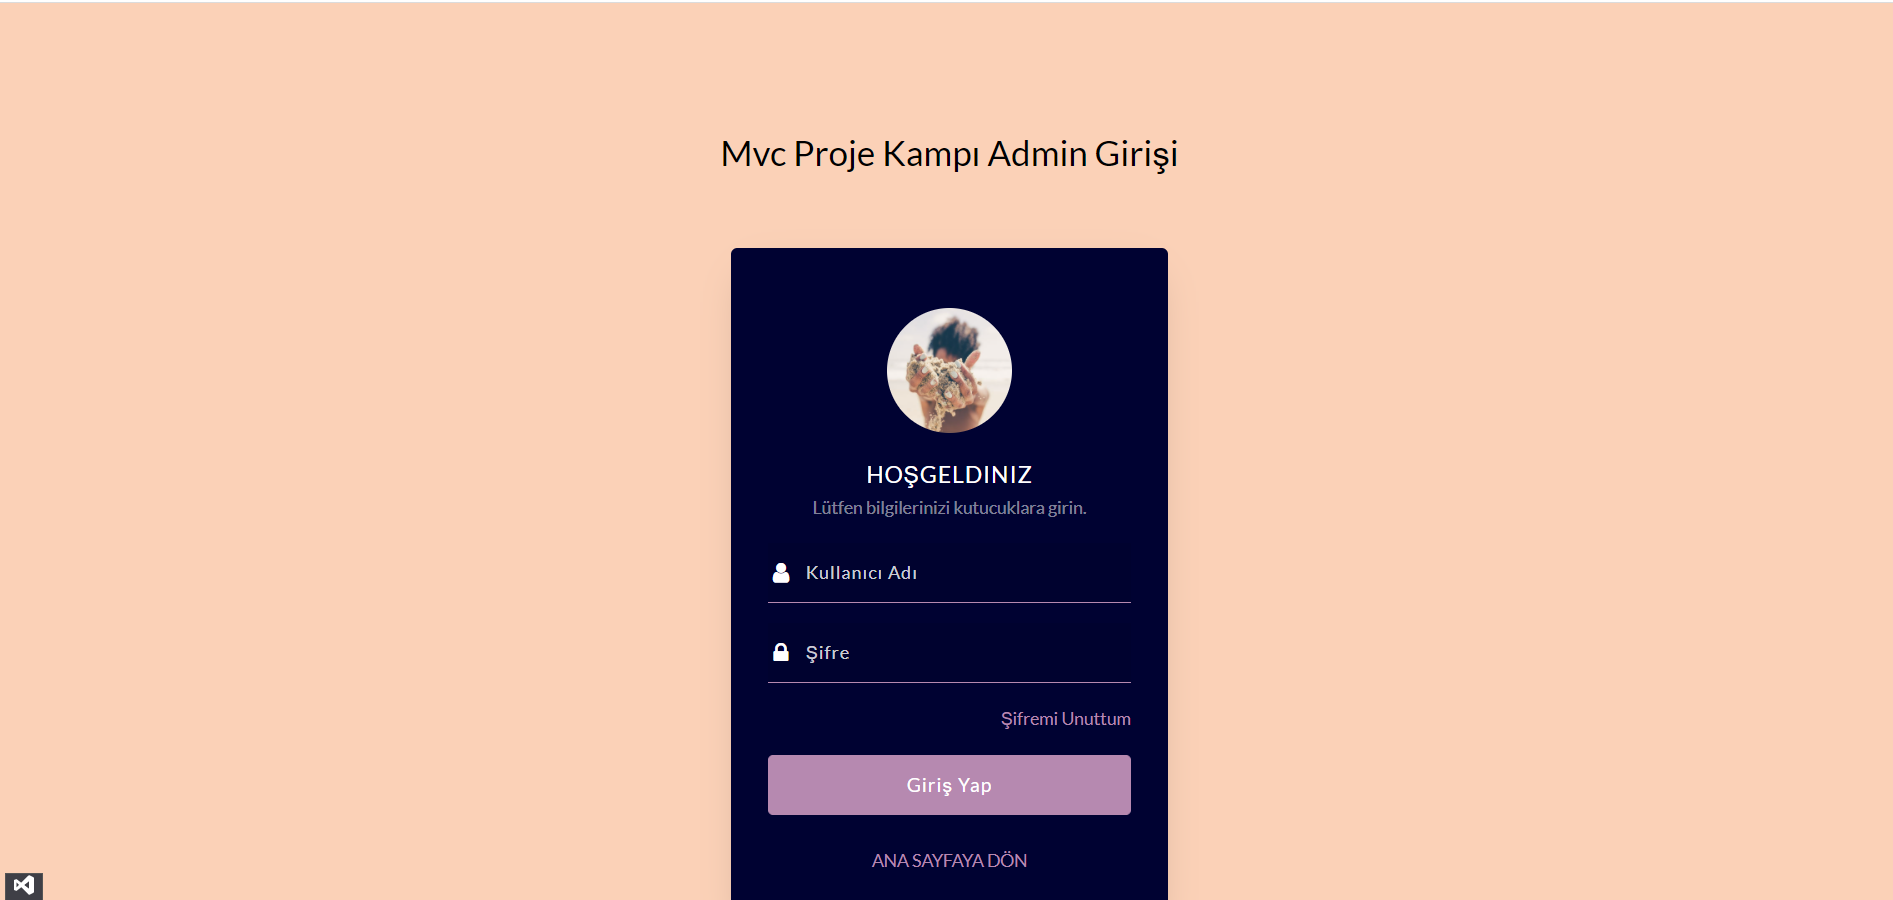 Mvc Proje Kampı Admin Girişi
HOŞGELDINIZ
Lütfen bilgilerinizi kutucuklara girin.
Kullanıcı Adı
Şifre
Şifremi Unuttum
Giriş Yap
ANA SAYFAYA DÖN